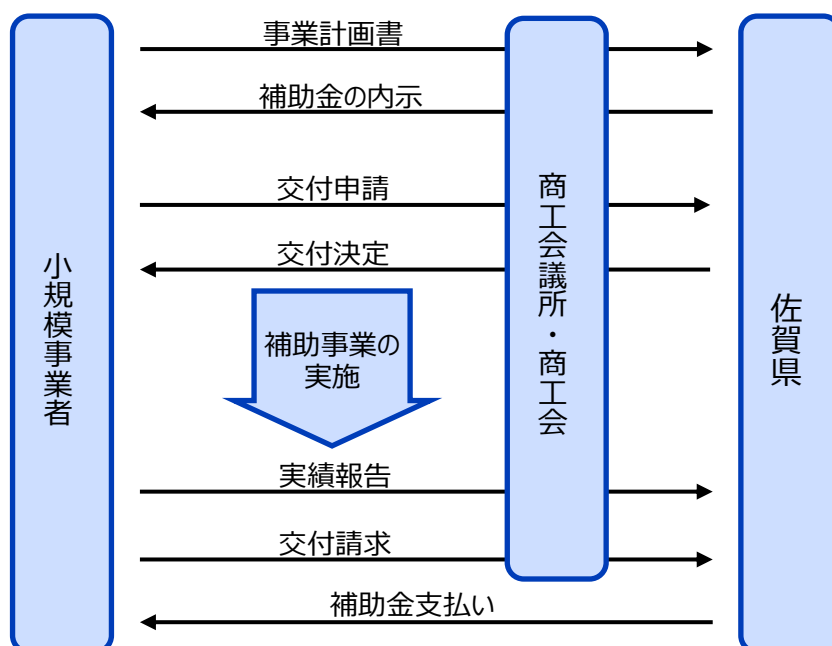 事業計画書
補助金の内示
交付申請
交付決定
小規模事業者
補助事業の
実施
商工会議所・商工会
佐賀県
実績報告
交付請求
補助金支払い